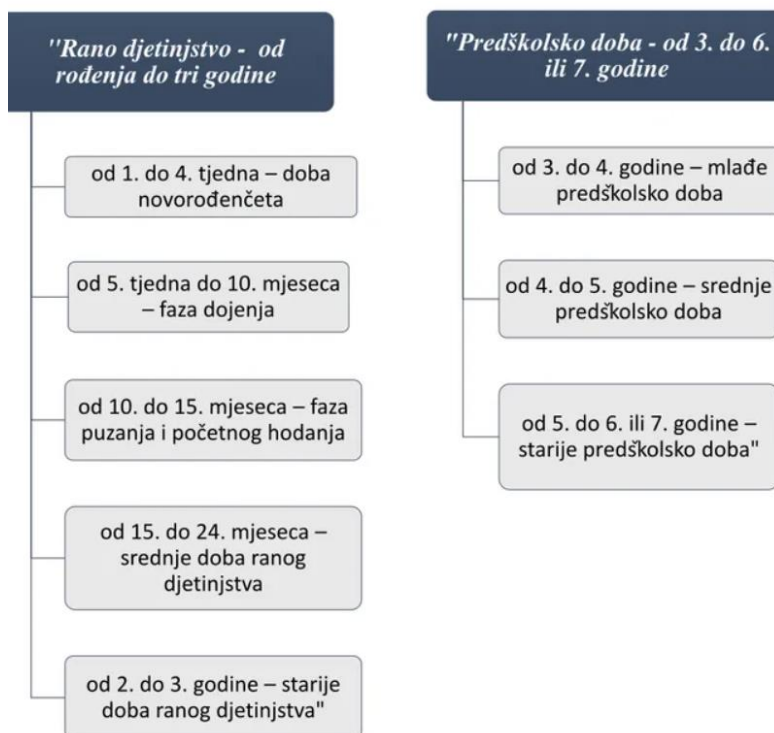 "Rano djetinjstvo - od
rođenja do tri godine
od 1. do 4. tjedna – doba
novorođenčeta
od 5. tjedna do 10. mjeseca
– faza dojenja
od 10. do 15. mjeseca – faza
puzanja i početnog hodanja
od 15. do 24. mjeseca –
srednje doba ranog
djetinjstva
od 2. do 3. godine – starije
doba ranog djetinjstva"
"Predškolsko doba - od 3. do 6.
ili 7. godine
od 3. do 4. godine – mlađe
predškolsko doba
od 4. do 5. godine – srednje
predškolsko doba
od 5. do 6. ili 7. godine –
starije predškolsko doba"